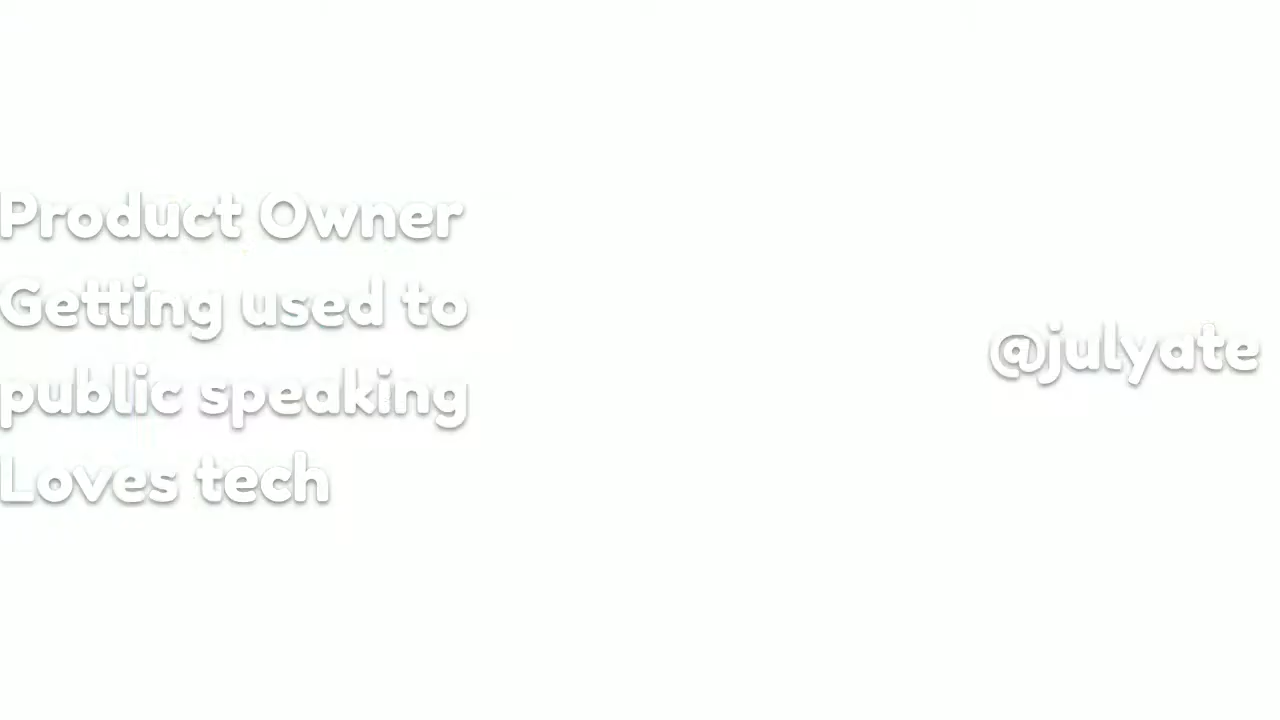 Product Owner
Getting used to
public speaking
Loves tech
@julyate